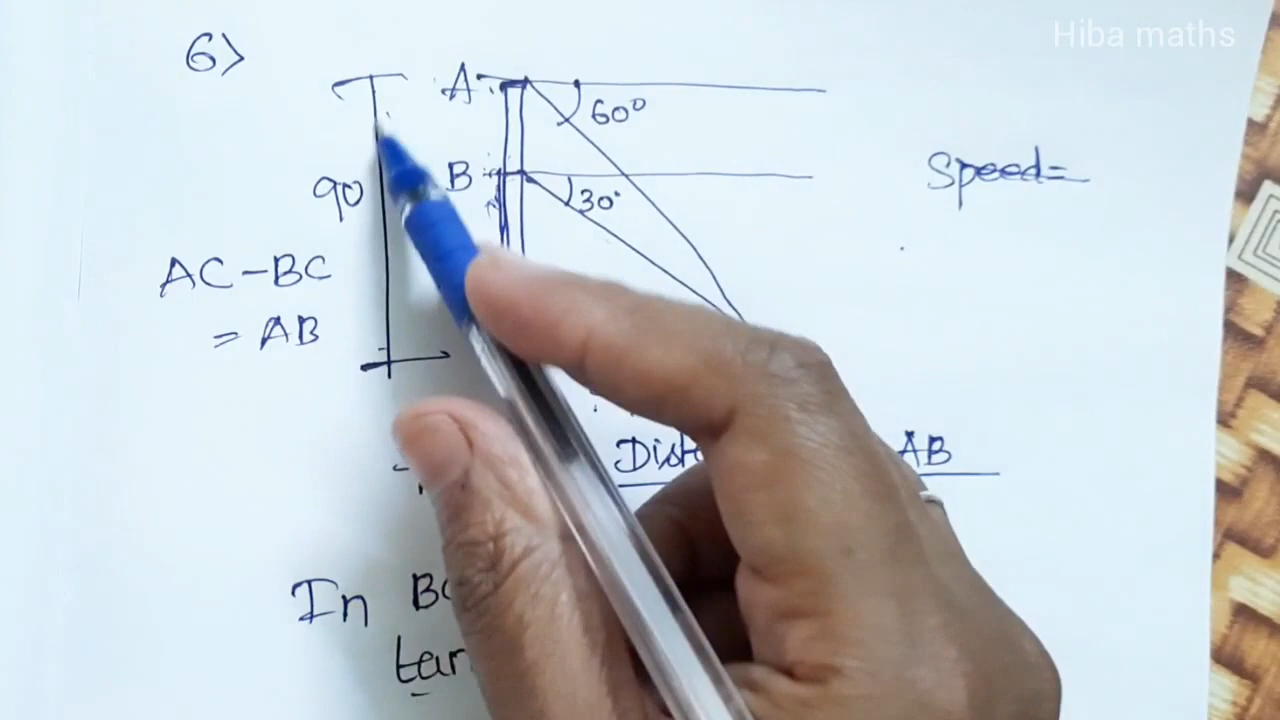 Hiba maths
6>
A
60°
B
30°
90
Speed=
AC-BC
= AB
AB
In